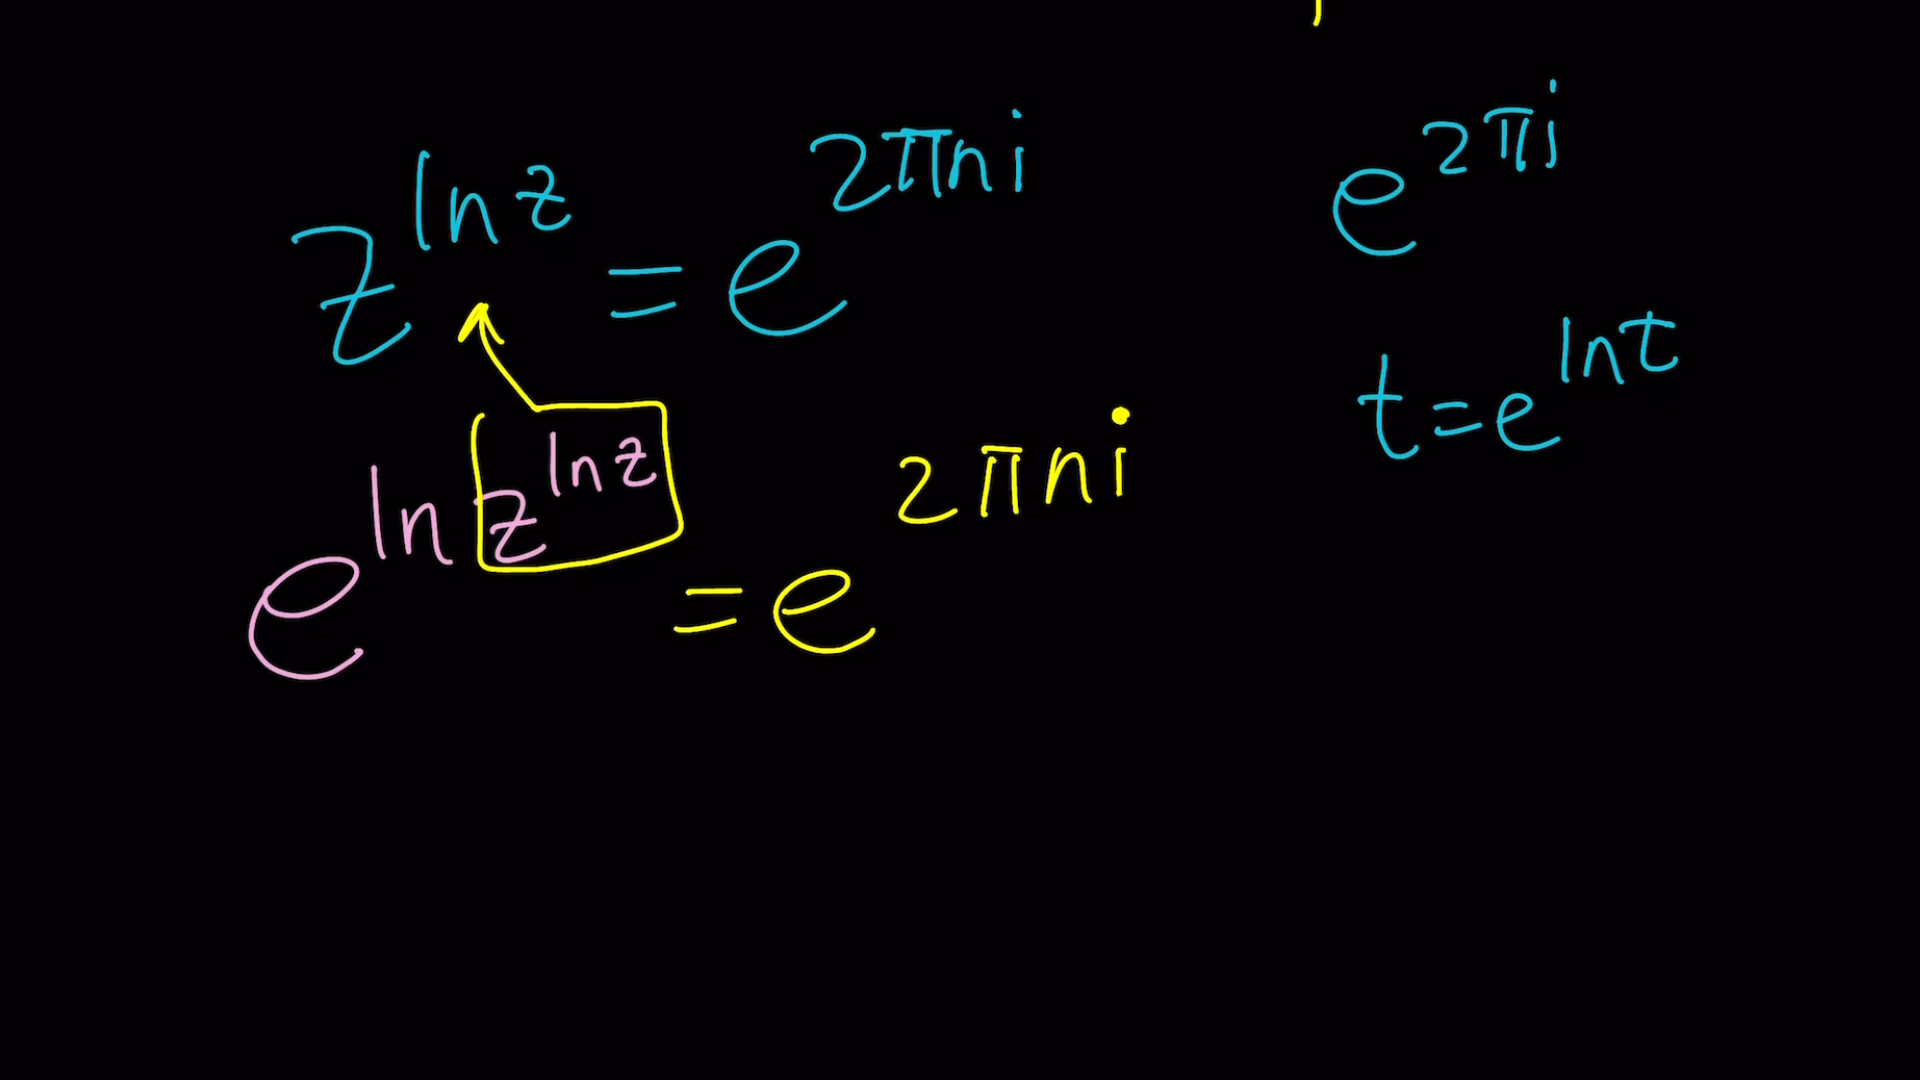 z^{ln z} = e^{2πni}
e^{2πi}
t = e^{ln t}
e^{ln z^{ln z}} = e^{2πni}